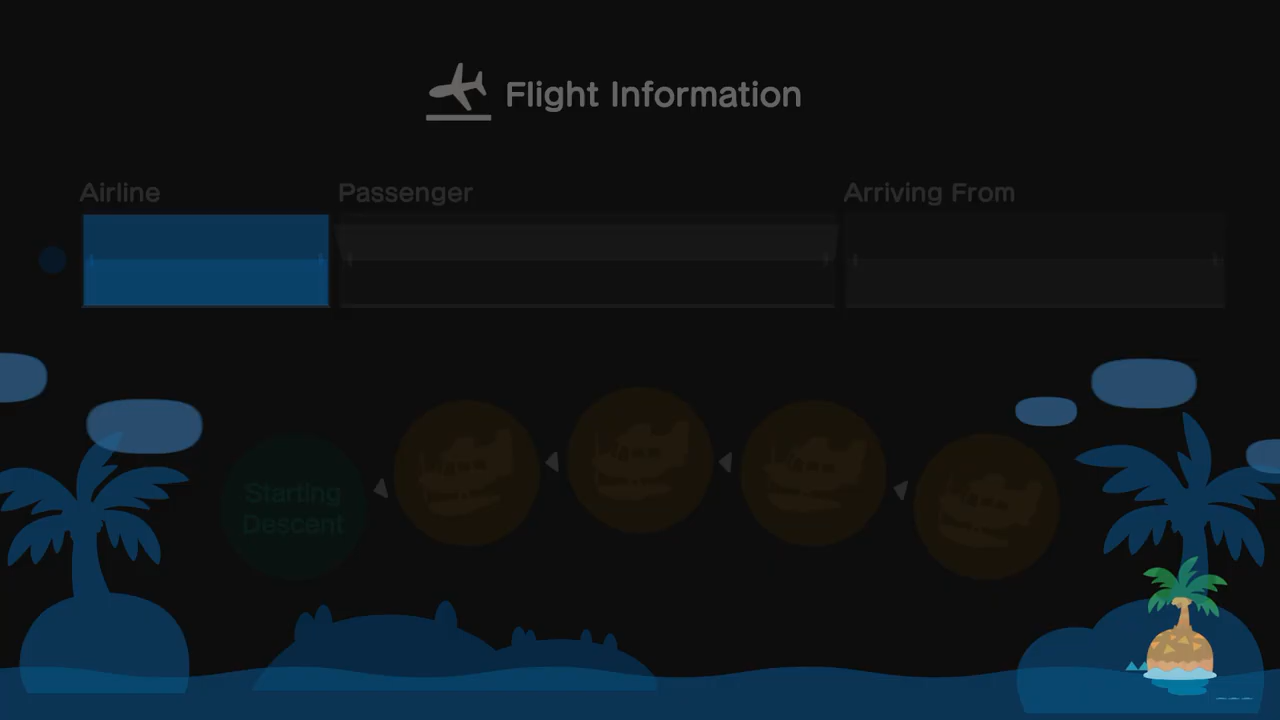 Flight Information
Airline
Passenger
Arriving From
Starting
Descent